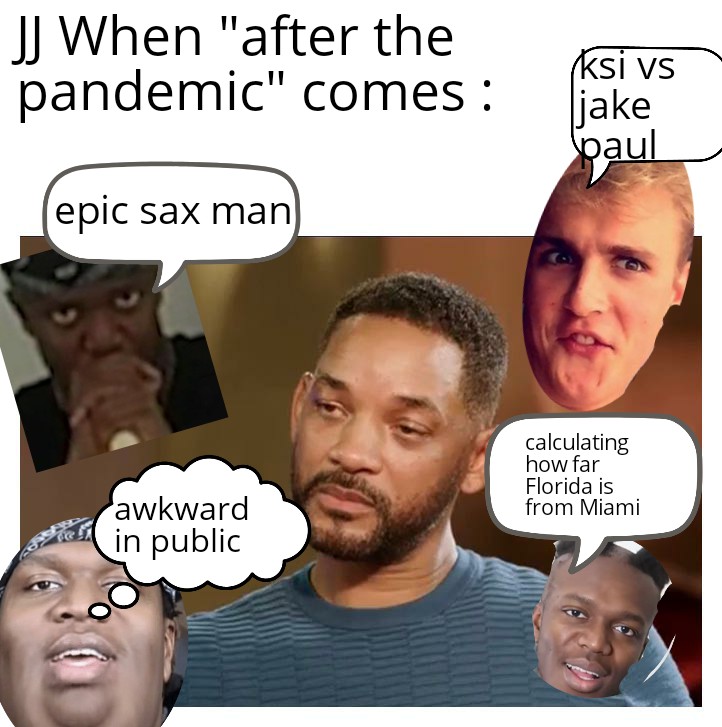 JJ When "after the
pandemic" comes :
ksi vs
jake
paul
epic sax man
calculating
how far
Florida is
from Miami
awkward
in public